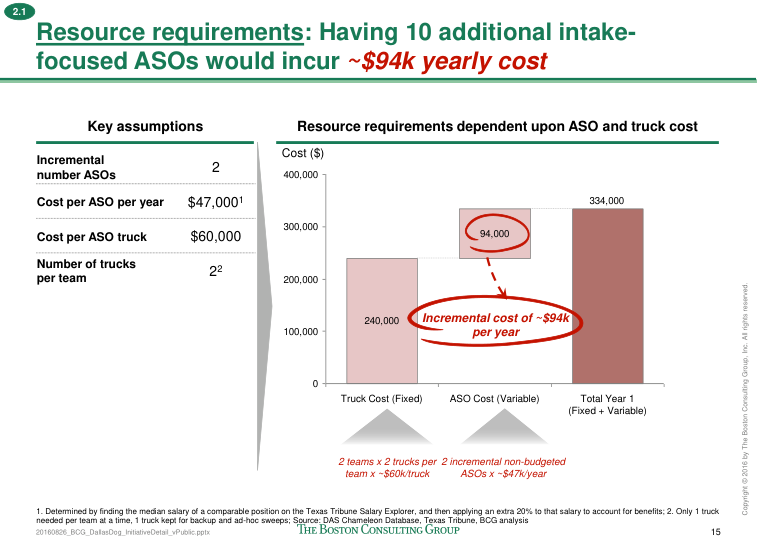 2.1
Resource requirements: Having 10 additional intake-
focused ASOs would incur ~$94k yearly cost
Key assumptions
Incremental
number ASOs
2
Cost per ASO per year
$47,000¹
Cost per ASO truck
$60,000
Number of trucks
per team
2²
Resource requirements dependent upon ASO and truck cost
Cost ($)
400,000
300,000
200,000
100,000
0
240,000
94,000
334,000
Incremental cost of ~$94k
per year
Truck Cost (Fixed)
ASO Cost (Variable)
Total Year 1
(Fixed + Variable)
2 teams x 2 trucks per
team x ~$60k/truck
2 incremental non-budgeted
ASOs x ~$47k/year
1. Determined by finding the median salary of a comparable position on the Texas Tribune Salary Explorer, and then applying an extra 20% to that salary to account for benefits; 2. Only 1 truck
needed per team at a time, 1 truck kept for backup and ad-hoc sweeps; Source: DAS Chameleon Database, Texas Tribune, BCG analysis
20160826_BCG_DallasDog_InitiativeDetail_vPublic.pptx
THE BOSTON CONSULTING GROUP
15
Copyright © 2016 by The Boston Consulting Group, Inc. All rights reserved.